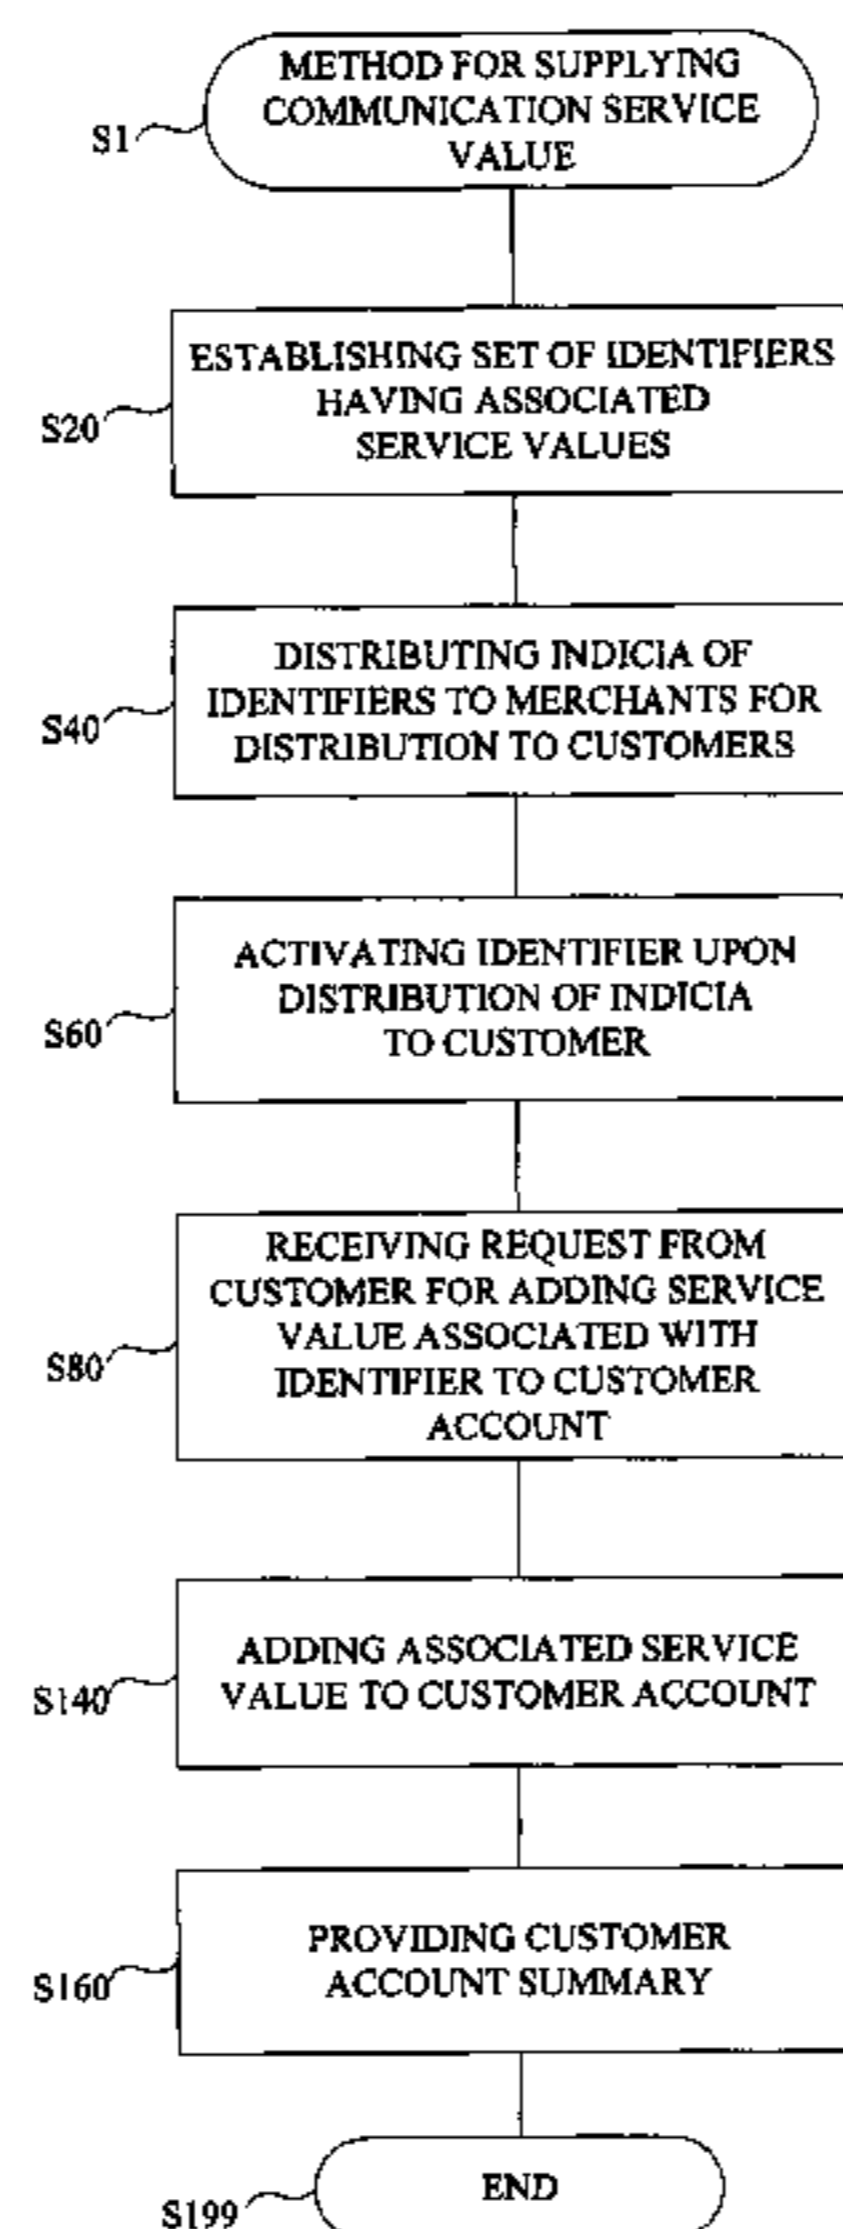 METHOD FOR SUPPLYING
COMMUNICATION SERVICE
VALUE
S1
ESTABLISHING SET OF IDENTIFIERS
HAVING ASSOCIATED
SERVICE VALUES
S20
DISTRIBUTING INDICIA OF
IDENTIFIERS TO MERCHANTS FOR
DISTRIBUTION TO CUSTOMERS
S40
ACTIVATING IDENTIFIER UPON
DISTRIBUTION OF INDICIA
TO CUSTOMER
S60
RECEIVING REQUEST FROM
CUSTOMER FOR ADDING SERVICE
VALUE ASSOCIATED WITH
IDENTIFIER TO CUSTOMER
ACCOUNT
S80
ADDING ASSOCIATED SERVICE
VALUE TO CUSTOMER ACCOUNT
S140
PROVIDING CUSTOMER
ACCOUNT SUMMARY
S160
END
S199